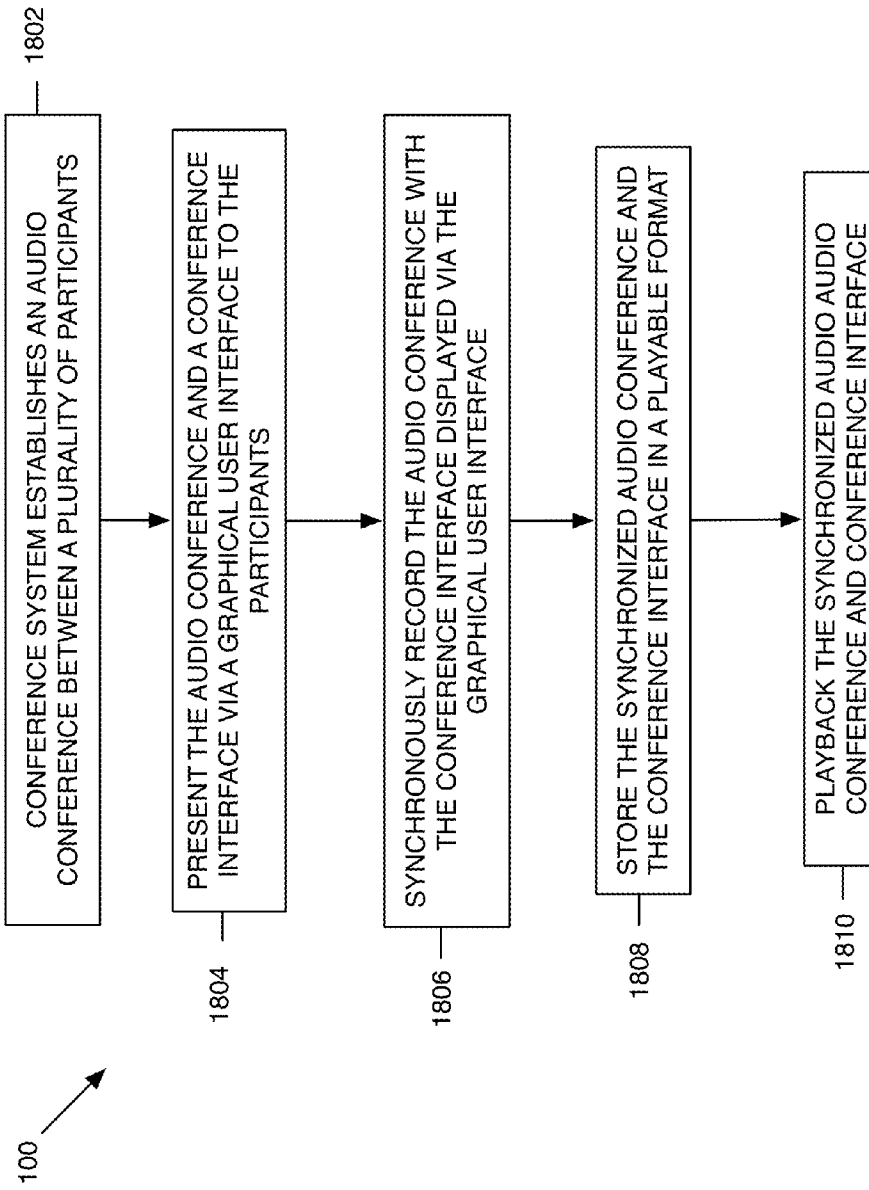 100
1802
CONFERENCE SYSTEM ESTABLISHES AN AUDIO
CONFERENCE BETWEEN A PLURALITY OF PARTICIPANTS
1804
PRESENT THE AUDIO CONFERENCE AND A CONFERENCE
INTERFACE VIA A GRAPHICAL USER INTERFACE TO THE
PARTICIPANTS
1806
SYNCHRONOUSLY RECORD THE AUDIO CONFERENCE WITH
THE CONFERENCE INTERFACE DISPLAYED VIA THE
GRAPHICAL USER INTERFACE
1808
STORE THE SYNCHRONIZED AUDIO CONFERENCE AND
THE CONFERENCE INTERFACE IN A PLAYABLE FORMAT
1810
PLAYBACK THE SYNCHRONIZED AUDIO AUDIO
CONFERENCE AND CONFERENCE INTERFACE